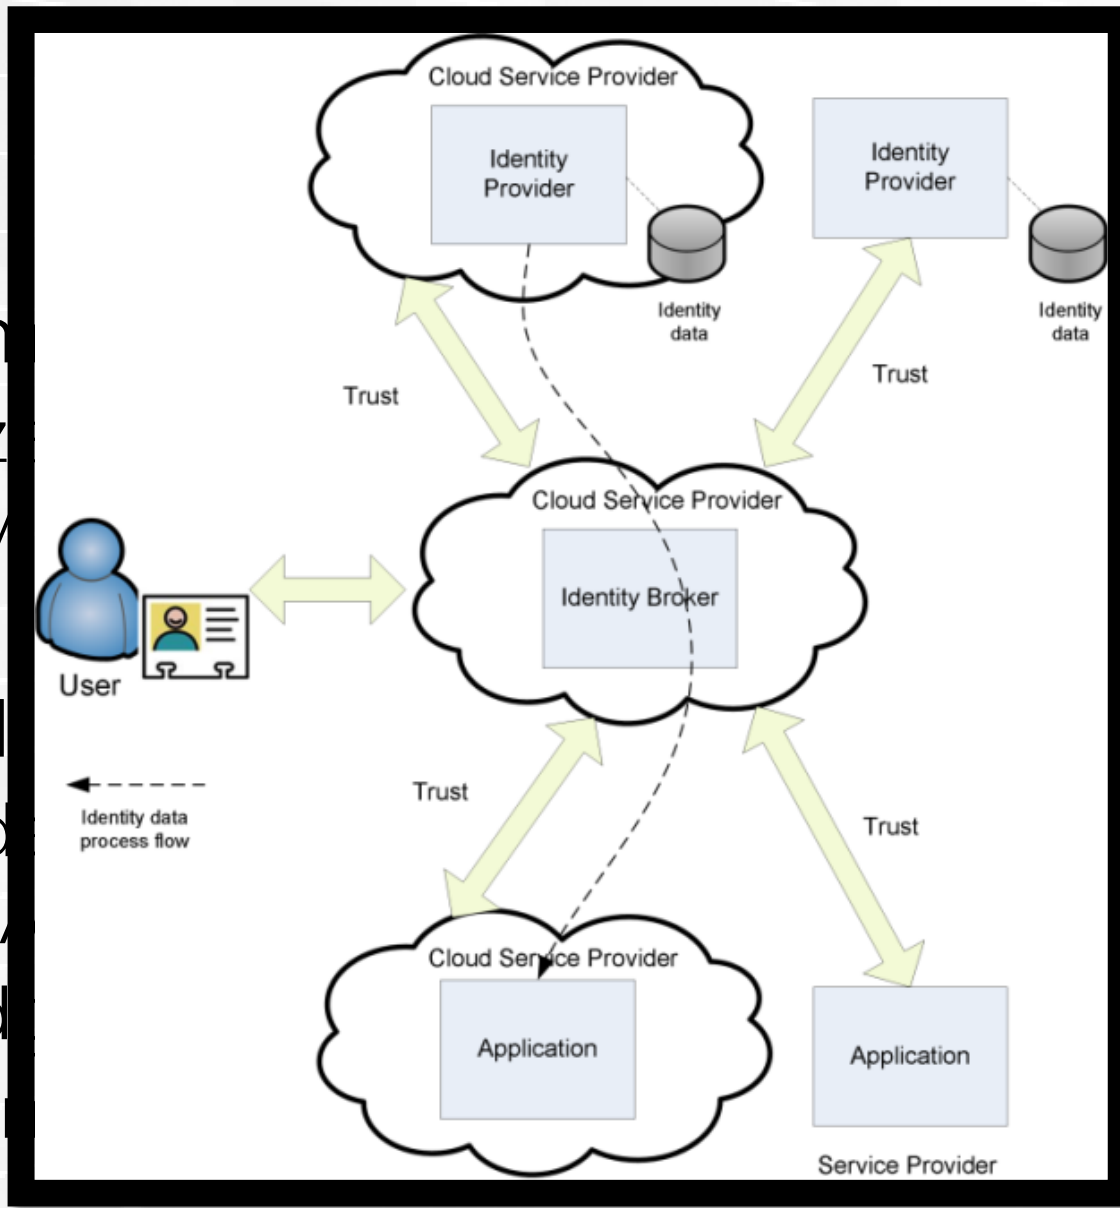 Cloud Service Provider
Identity
Provider
Identity
data
Identity
Provider
Identity
data
Trust
Trust
Cloud Service Provider
Identity Broker
User
Identity data
process flow
Trust
Trust
Cloud Service Provider
Application
Application
Service Provider